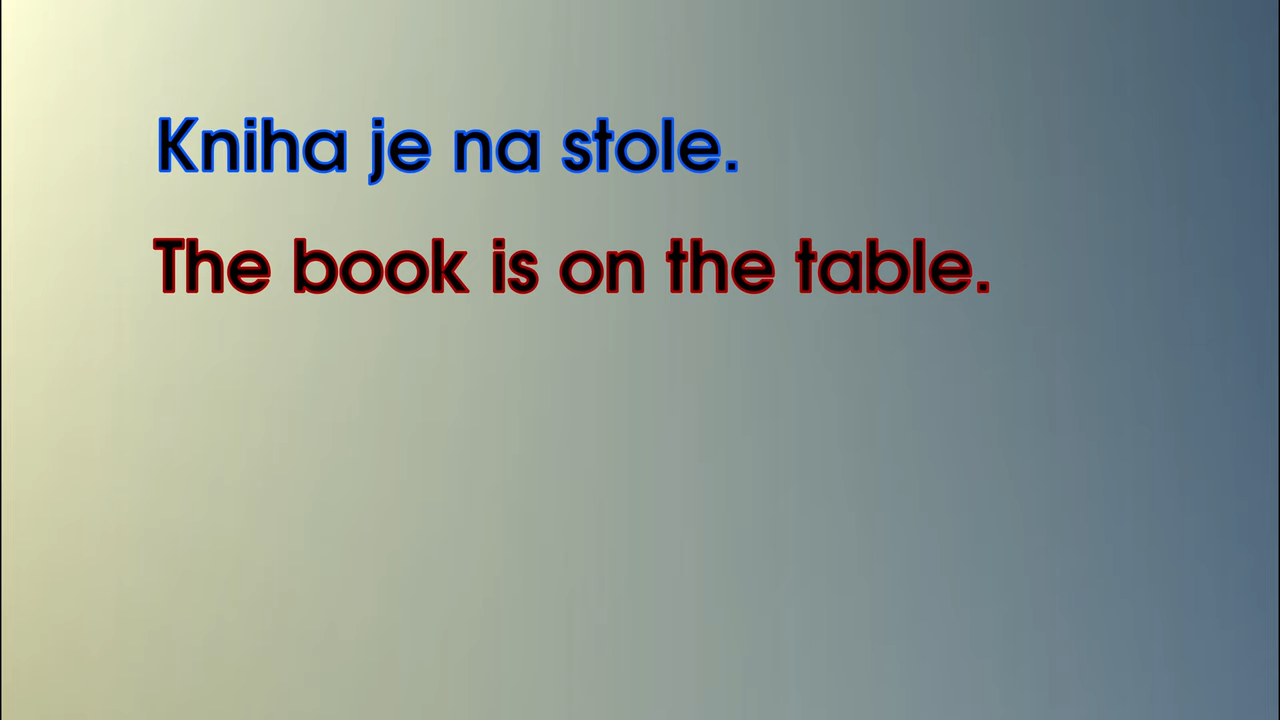 Kniha je na stole.
The book is on the table.